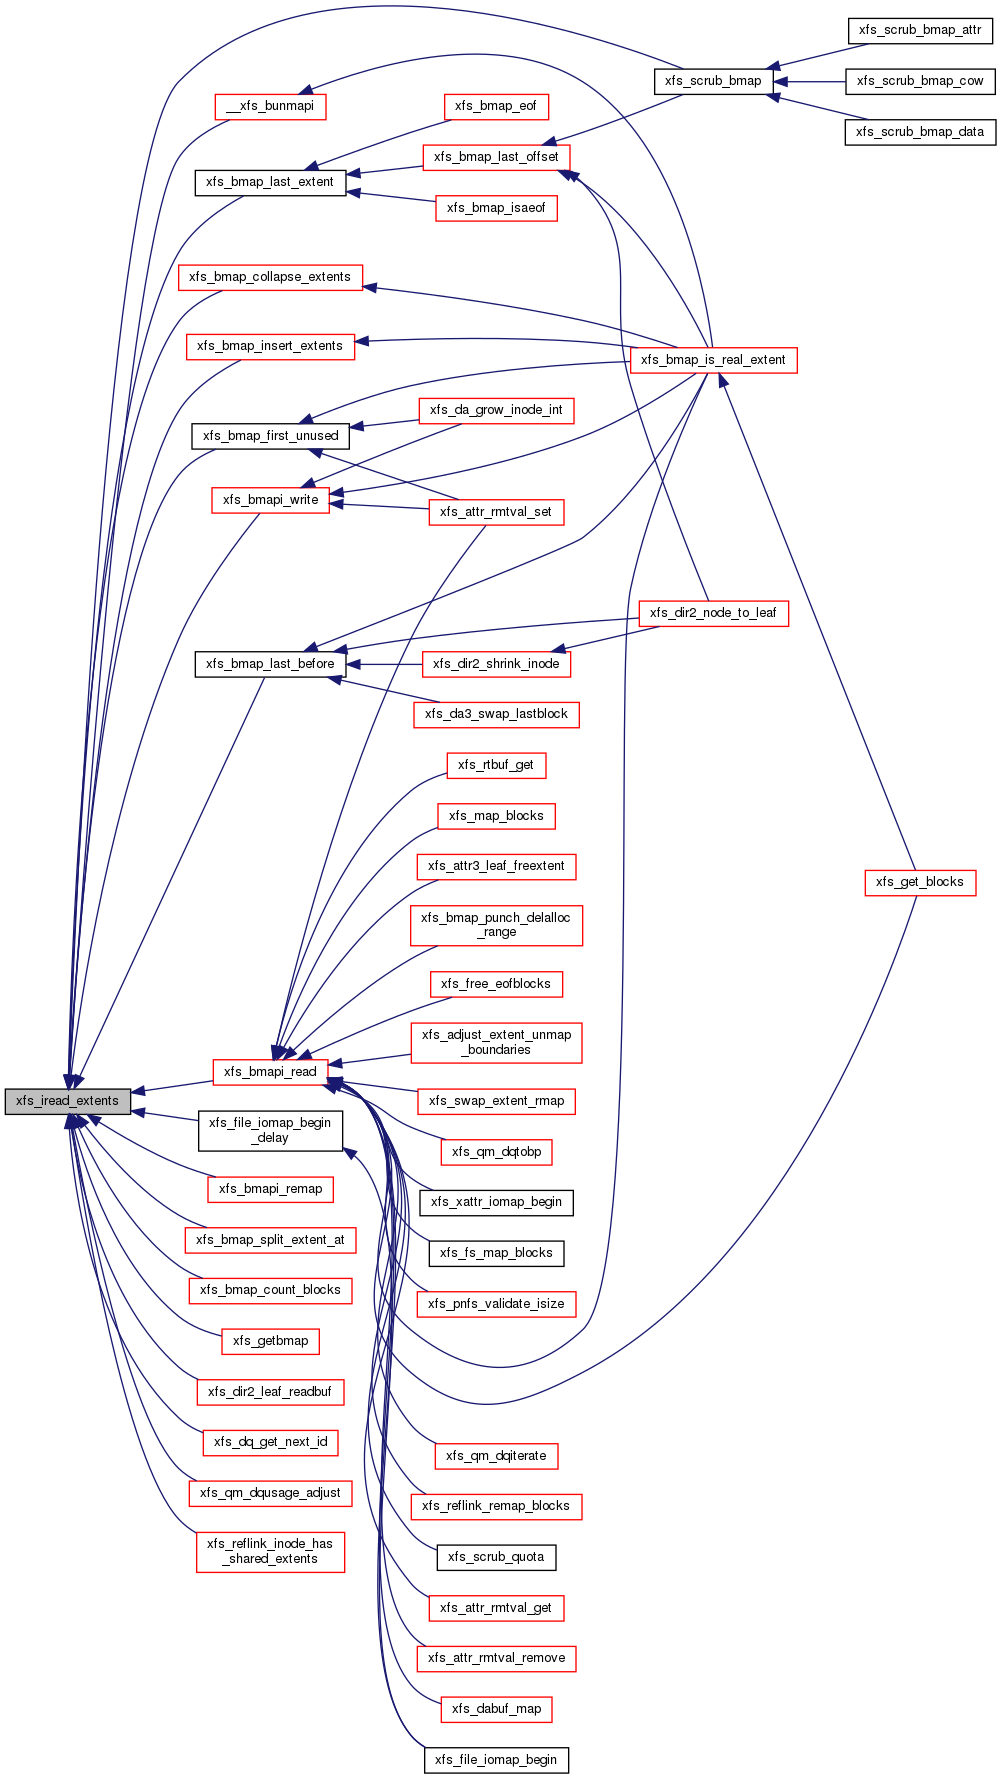 xfs_scrub_bmap_attr
xfs_scrub_bmap
xfs_scrub_bmap_cow
xfs_scrub_bmap_data
__xfs_bunmapi
xfs_bmap_eof
xfs_bmap_last_offset
xfs_bmap_last_extent
xfs_bmap_isaeof
xfs_bmap_collapse_extents
xfs_bmap_insert_extents
xfs_bmap_is_real_extent
xfs_da_grow_inode_int
xfs_bmap_first_unused
xfs_bmapi_write
xfs_attr_rmtval_set
xfs_dir2_node_to_leaf
xfs_bmap_last_before
xfs_dir2_shrink_inode
xfs_da3_swap_lastblock
xfs_rtbuf_get
xfs_map_blocks
xfs_attr3_leaf_freextent
xfs_get_blocks
xfs_bmap_punch_delalloc
_range
xfs_free_eofblocks
xfs_adjust_extent_unmap
_boundaries
xfs_bmapi_read
xfs_iread_extents
xfs_swap_extent_rmap
xfs_file_iomap_begin
_delay
xfs_qm_dqtobp
xfs_bmapi_remap
xfs_xattr_iomap_begin
xfs_bmap_split_extent_at
xfs_fs_map_blocks
xfs_bmap_count_blocks
xfs_pnfs_validate_isize
xfs_getbmap
xfs_dir2_leaf_readbuf
xfs_dq_get_next_id
xfs_qm_dqiterate
xfs_qm_dqusage_adjust
xfs_reflink_remap_blocks
xfs_reflink_inode_has
_shared_extents
xfs_scrub_quota
xfs_attr_rmtval_get
xfs_attr_rmtval_remove
xfs_dabuf_map
xfs_file_iomap_begin